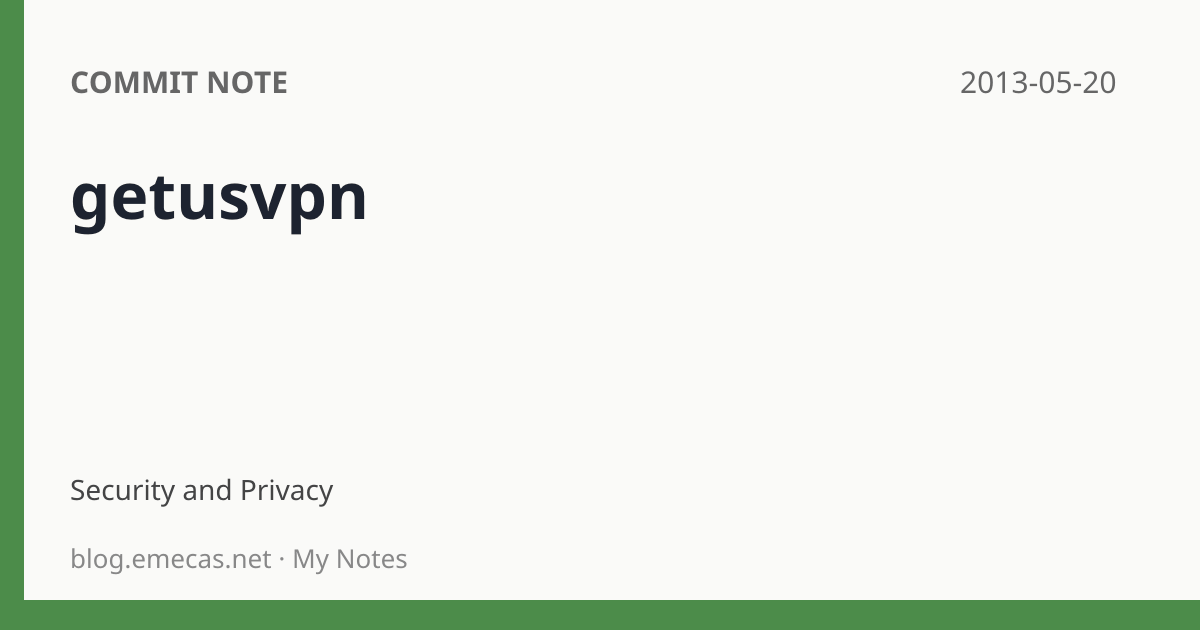 COMMIT NOTE
2013-05-20
getusvpn
Security and Privacy
blog.emecas.net · My Notes